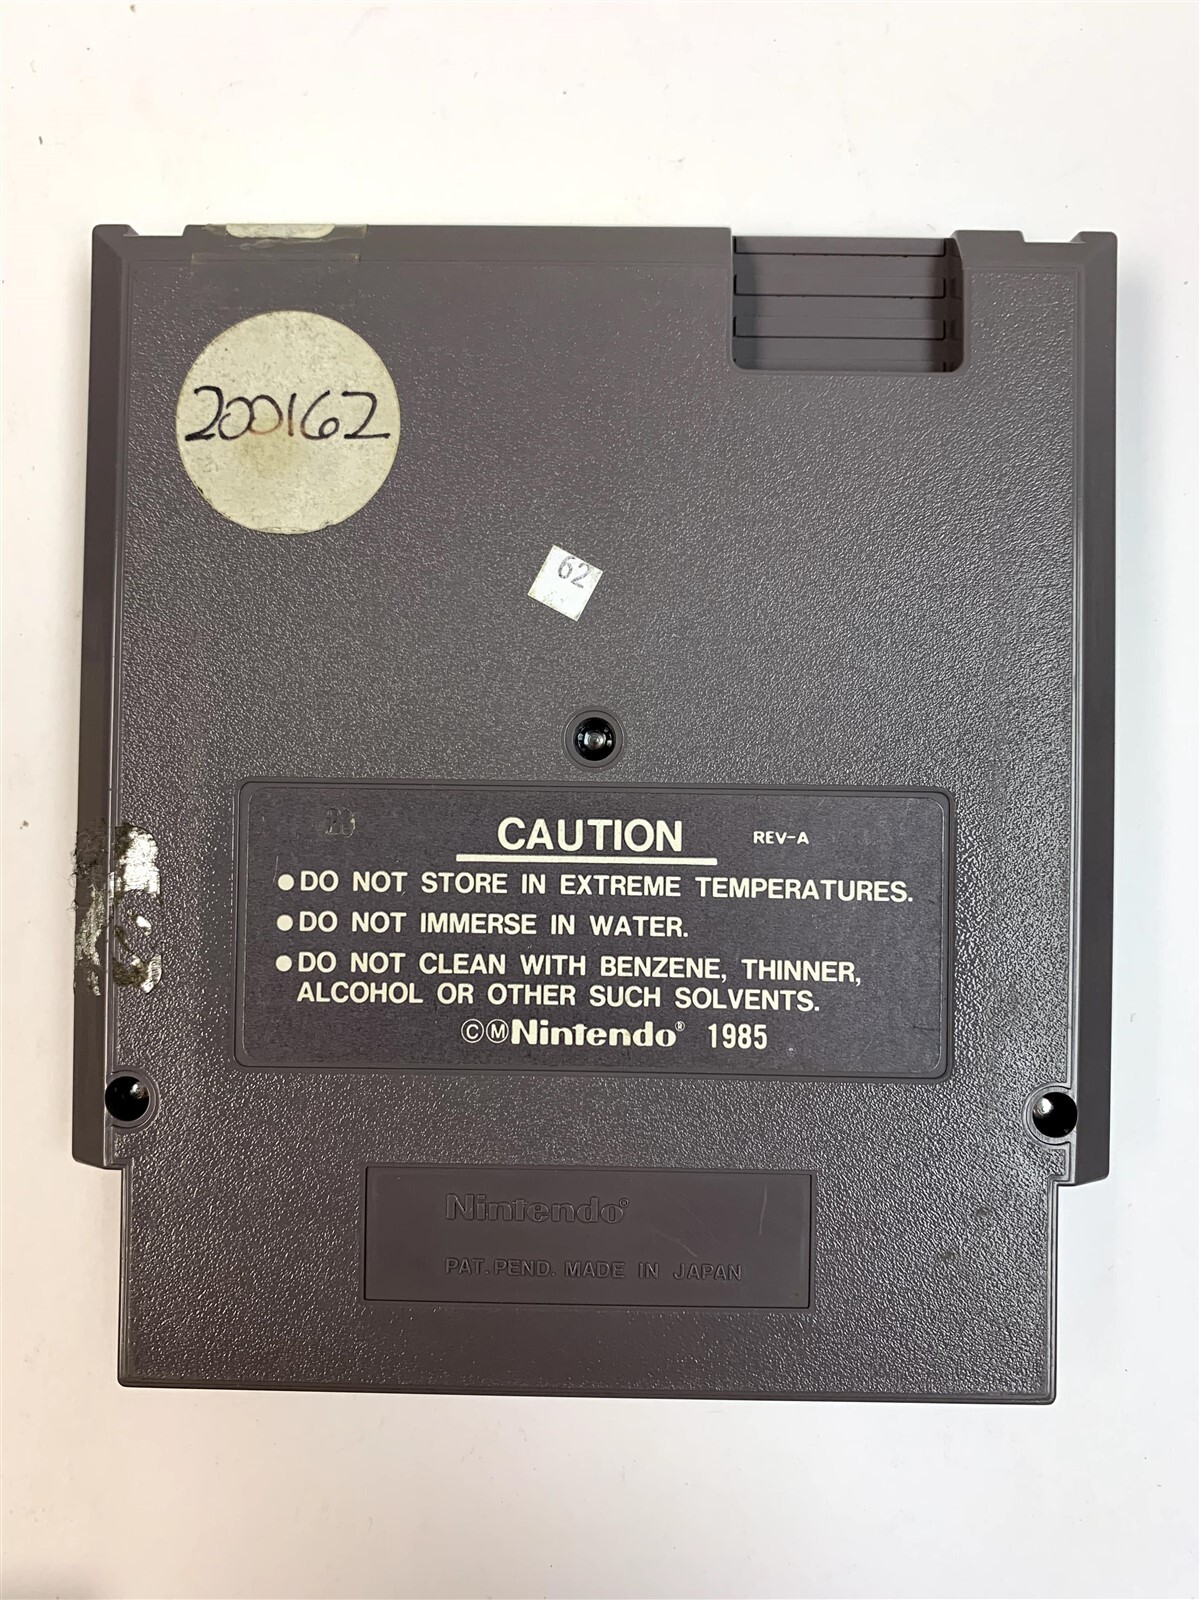 200162
62
CAUTION REV-A
●DO NOT STORE IN EXTREME TEMPERATURES.
●DO NOT IMMERSE IN WATER.
●DO NOT CLEAN WITH BENZENE, THINNER,
ALCOHOL OR OTHER SUCH SOLVENTS.
ⒸⓂNintendo® 1985
Nintendo®
PAT. PEND. MADE IN JAPAN